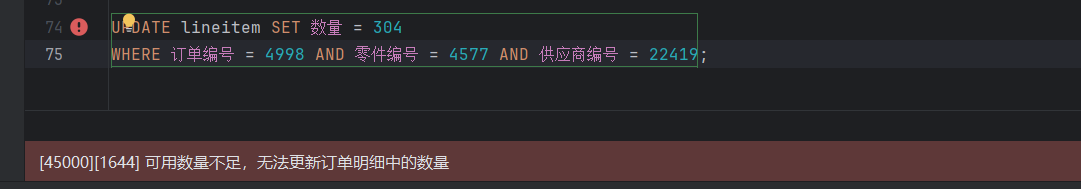 74 UPDATE lineitem SET 数量 = 304
75 WHERE 订单编号 = 4998 AND 零件编号 = 4577 AND 供应商编号 = 22419;
[45000][1644] 可用数量不足，无法更新订单明细中的数量